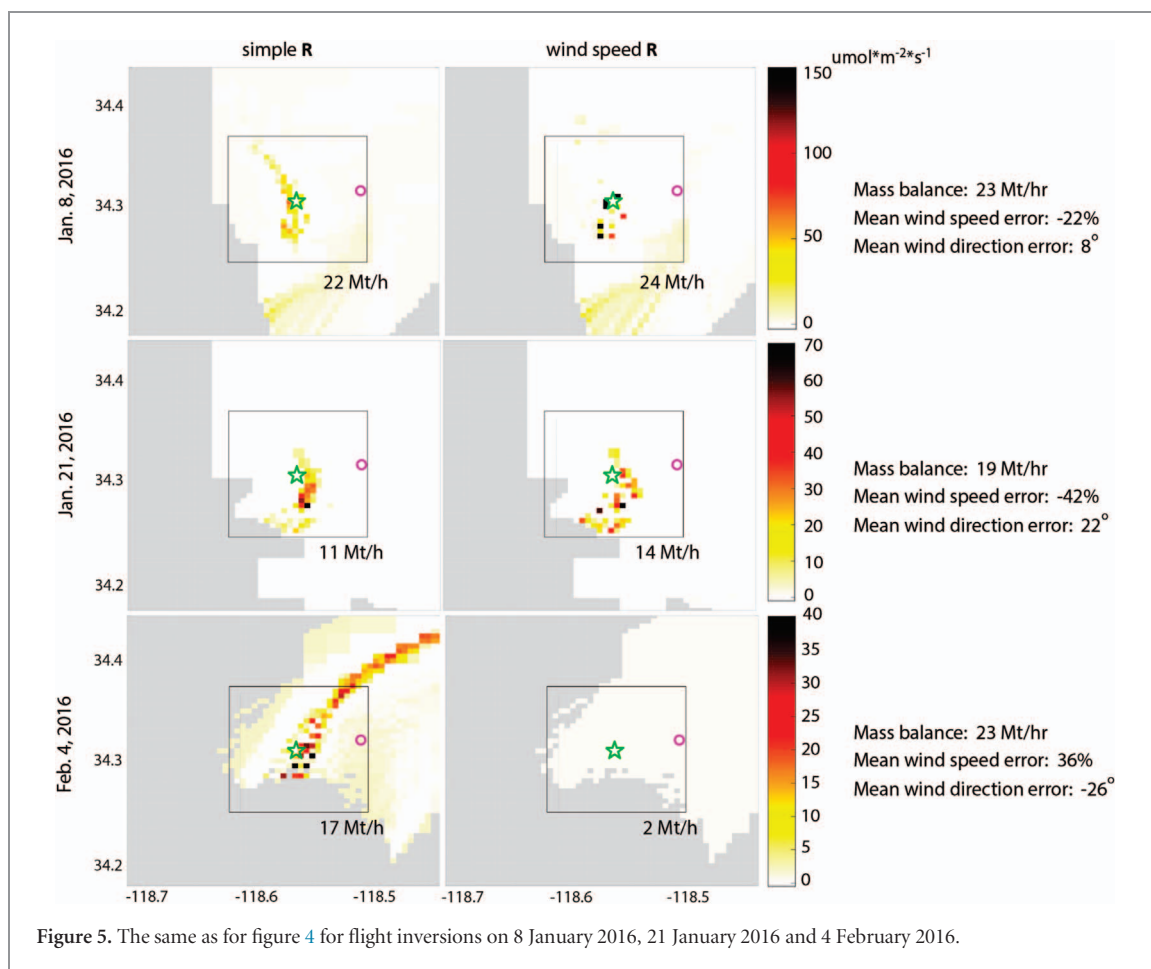 simple R wind speed R umol*m-2*s-1
Jan. 8, 2016
34.4
34.3
34.2
22 Mt/h
24 Mt/h
150
100
50
0
Mass balance: 23 Mt/hr
Mean wind speed error: -22%
Mean wind direction error: 8°
Jan. 21, 2016
34.4
34.3
34.2
11 Mt/h
14 Mt/h
70
60
50
40
30
20
10
0
Mass balance: 19 Mt/hr
Mean wind speed error: -42%
Mean wind direction error: 22°
Feb. 4, 2016
34.4
34.3
34.2
17 Mt/h
2 Mt/h
40
35
30
25
20
15
10
5
0
Mass balance: 23 Mt/hr
Mean wind speed error: 36%
Mean wind direction error: -26°
-118.7 -118.6 -118.5 -118.7 -118.6 -118.5
Figure 5. The same as for figure 4 for flight inversions on 8 January 2016, 21 January 2016 and 4 February 2016.